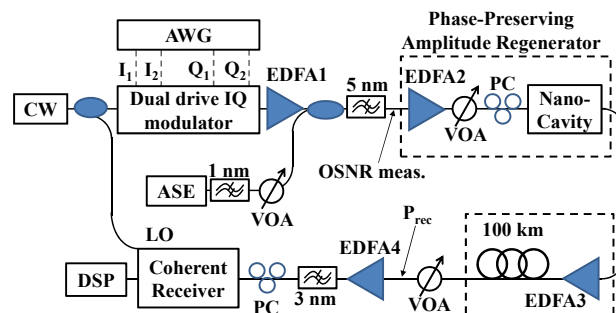 Phase-Preserving
Amplitude Regenerator
AWG
I1 I2 Q1 Q2
EDFA1
5 nm
EDFA2
PC
CW
Dual drive IQ
modulator
Nano-
Cavity
VOA
OSNR meas.
1 nm
ASE
VOA
Prec
100 km
LO
EDFA4
DSP
Coherent
Receiver
PC
3 nm
VOA
EDFA3